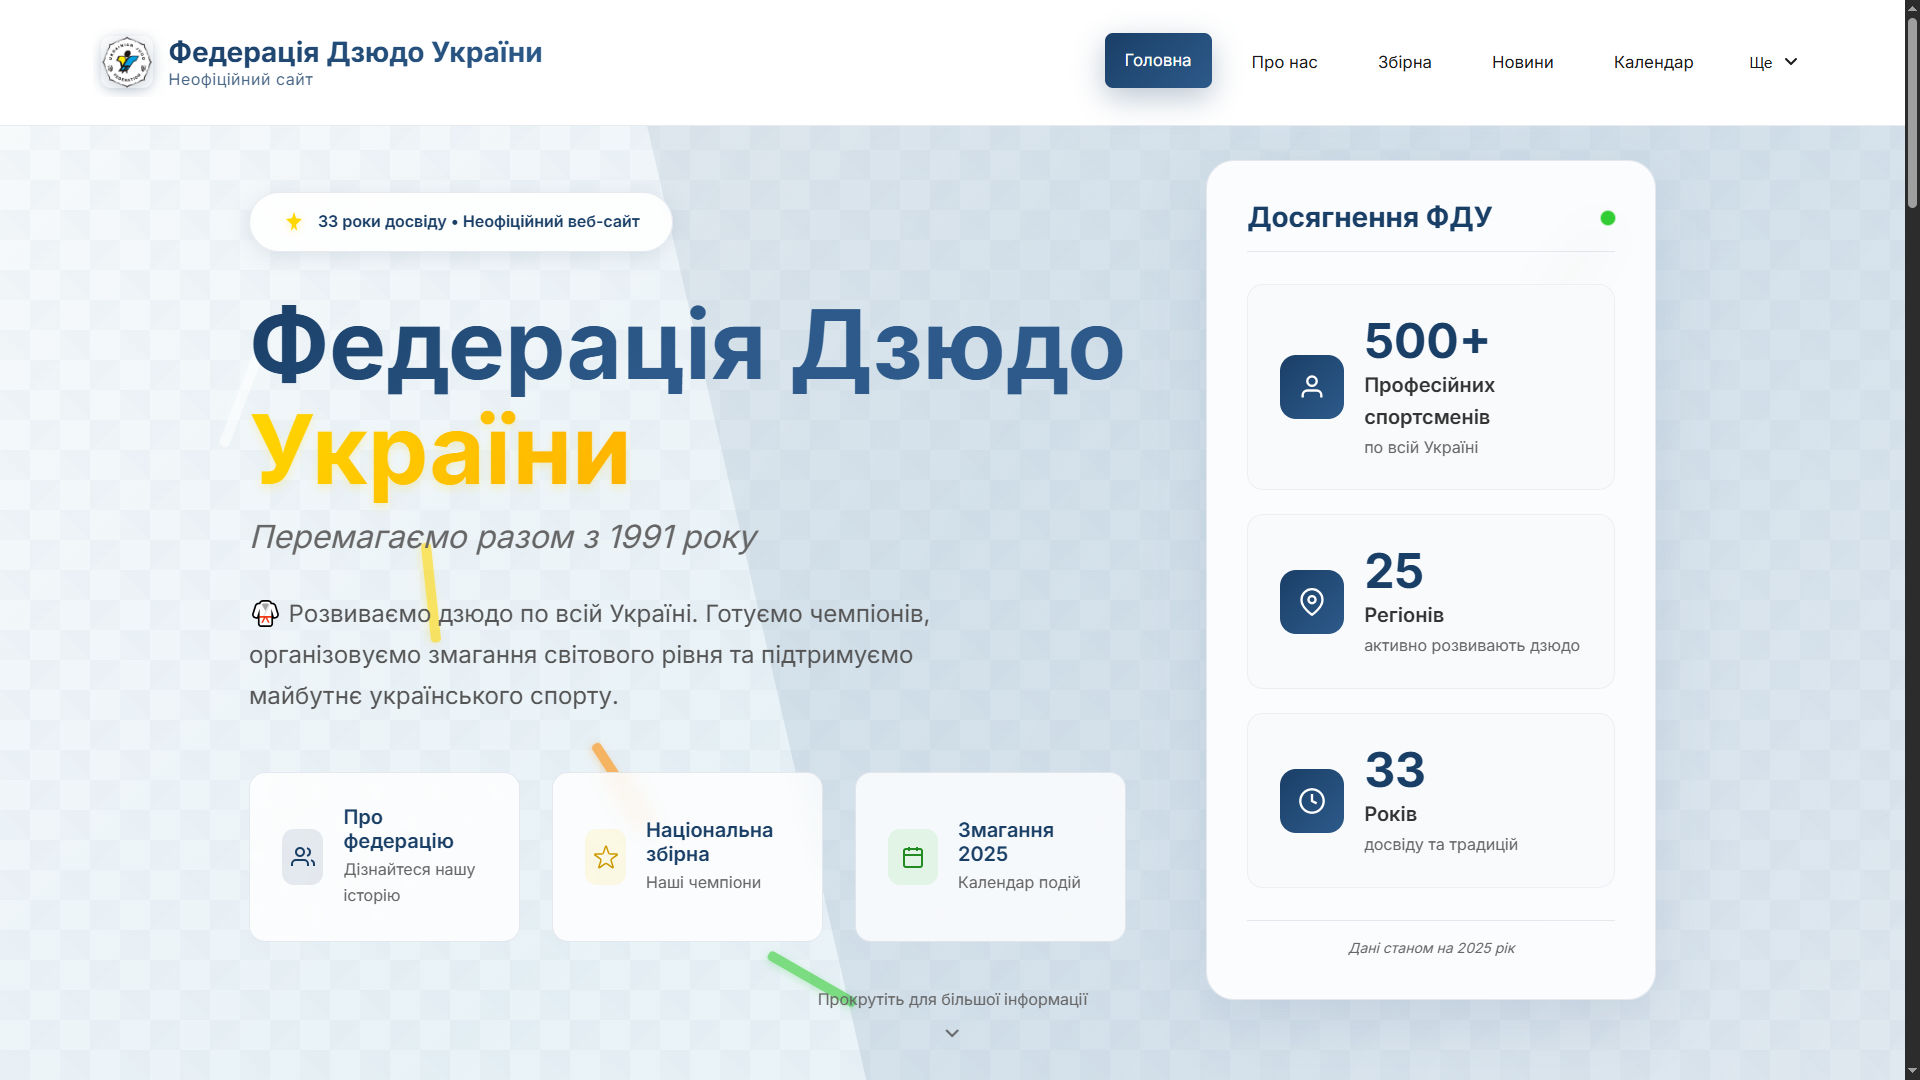 Федерація Дзюдо України
Неофіційний сайт
Головна
Про нас
Збірна
Новини
Календар
Ще
33 роки досвіду • Неофіційний веб-сайт
Федерація Дзюдо
України
Перемагаємо разом з 1991 року
🥋 Розвиваємо дзюдо по всій Україні. Готуємо чемпіонів,
організовуємо змагання світового рівня та підтримуємо
майбутнє українського спорту.
Про
федерацію
Дізнайтеся нашу
історію
Національна
збірна
Наші чемпіони
Змагання
2025
Календар подій
Прокрутіть для більшої інформації
Досягнення ФДУ
500+
Професійних
спортсменів
по всій Україні
25
Регіонів
активно розвивають дзюдо
33
Років
досвіду та традицій
Дані станом на 2025 рік